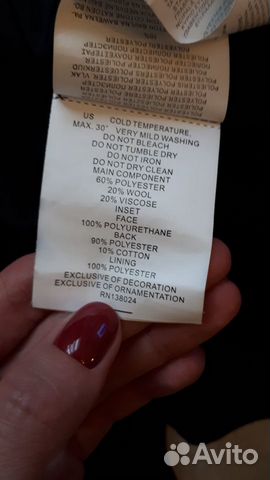 US COLD TEMPERATURE,
MAX. 30° VERY MILD WASHING
DO NOT BLEACH
DO NOT TUMBLE DRY
DO NOT IRON
DO NOT DRY CLEAN
MAIN COMPONENT
60% POLYESTER
20% WOOL
20% VISCOSE
INSET
FACE
100% POLYURETHANE
BACK
90% POLYESTER
10% COTTON
LINING
100% POLYESTER
EXCLUSIVE OF DECORATION
EXCLUSIVE OF ORNAMENTATION
RN138024
Avito